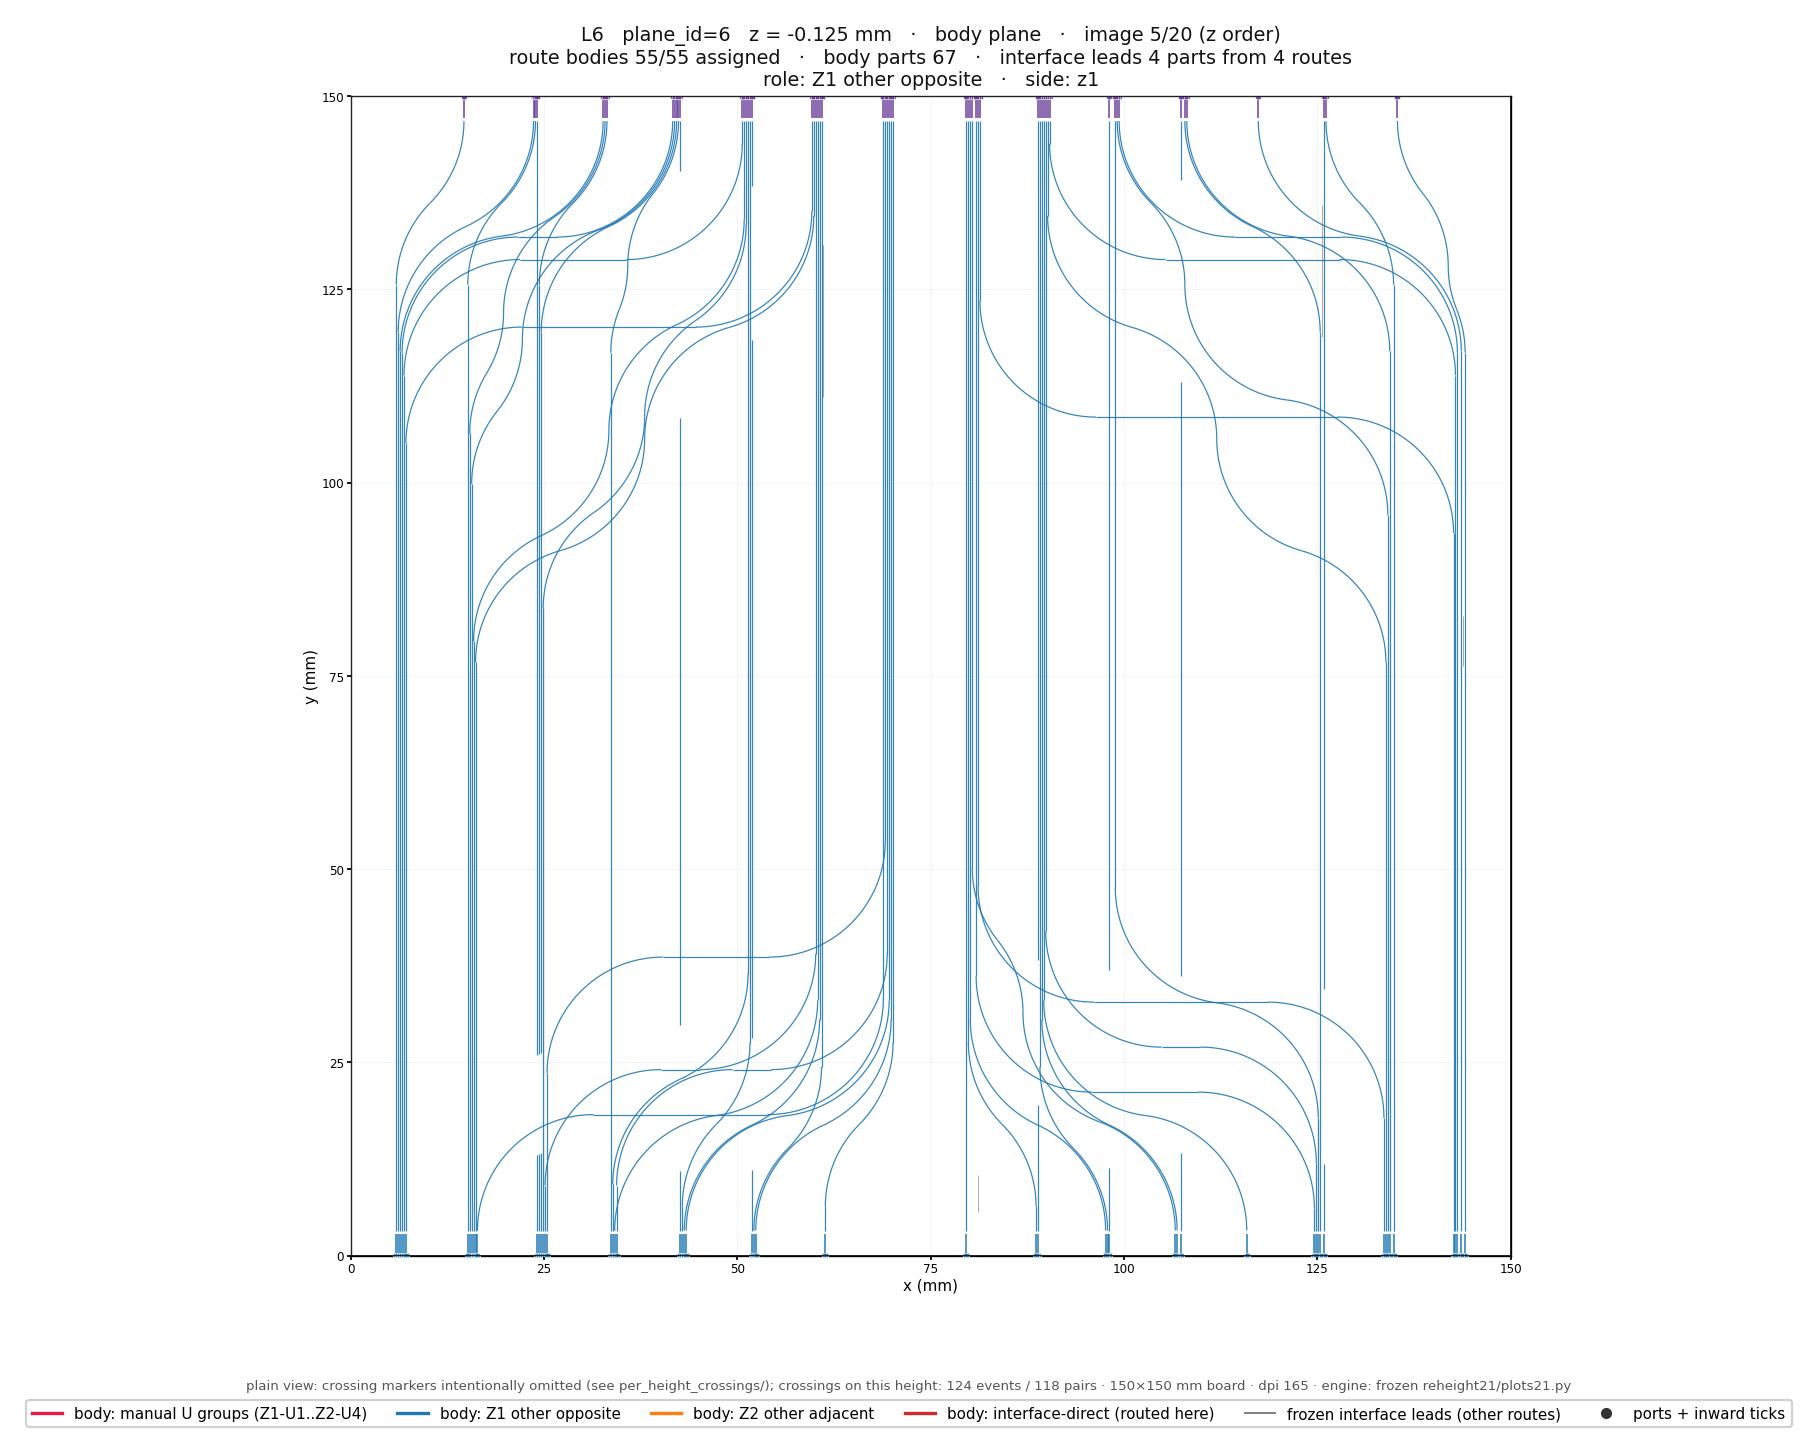 L6   plane_id=6   z = -0.125 mm   ·   body plane   ·   image 5/20 (z order)
route bodies 55/55 assigned   ·   body parts 67   ·   interface leads 4 parts from 4 routes
role: Z1 other opposite   ·   side: z1
150
125
100
75
50
25
0
y (mm)
0 25 50 75 100 125 150
x (mm)
plain view: crossing markers intentionally omitted (see per_height_crossings/); crossings on this height: 124 events / 118 pairs · 150×150 mm board · dpi 165 · engine: frozen reheight21/plots21.py
body: manual U groups (Z1-U1..Z2-U4) body: Z1 other opposite body: Z2 other adjacent body: interface-direct (routed here) frozen interface leads (other routes) ports + inward ticks